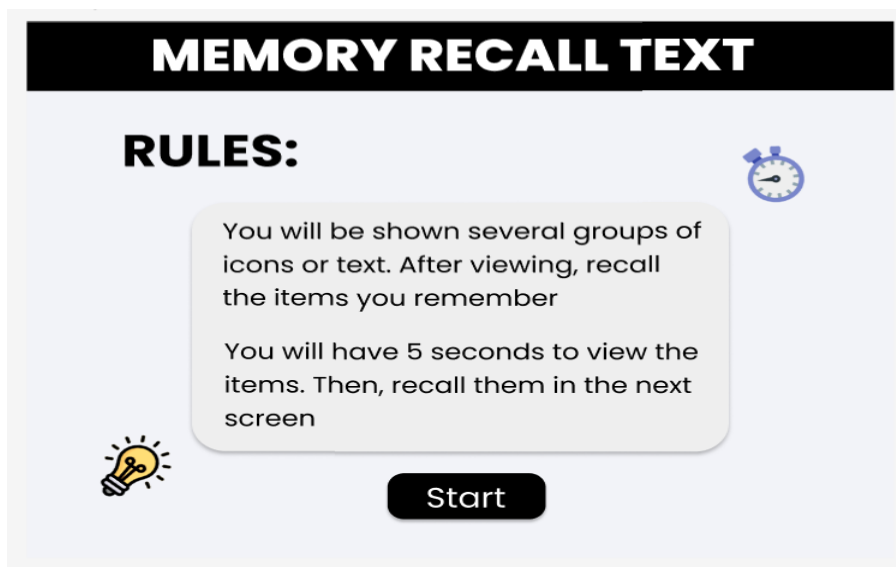 MEMORY RECALL TEXT
RULES:
You will be shown several groups of
icons or text. After viewing, recall
the items you remember
You will have 5 seconds to view the
items. Then, recall them in the next
screen
Start